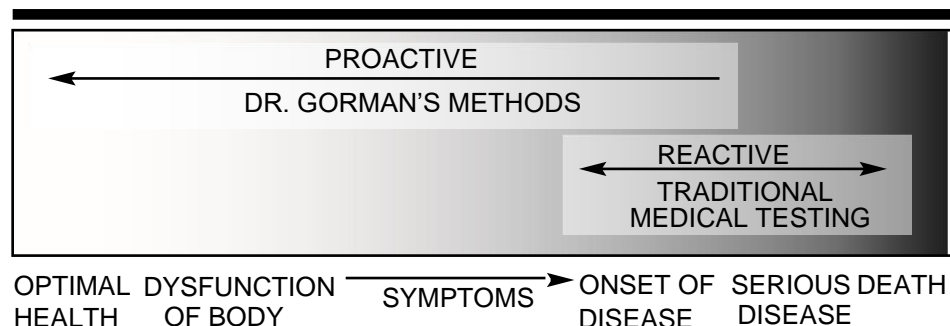 PROACTIVE
DR. GORMAN'S METHODS
REACTIVE
TRADITIONAL
MEDICAL TESTING
OPTIMAL
HEALTH
DYSFUNCTION
OF BODY
SYMPTOMS
ONSET OF
DISEASE
SERIOUS
DISEASE
DEATH